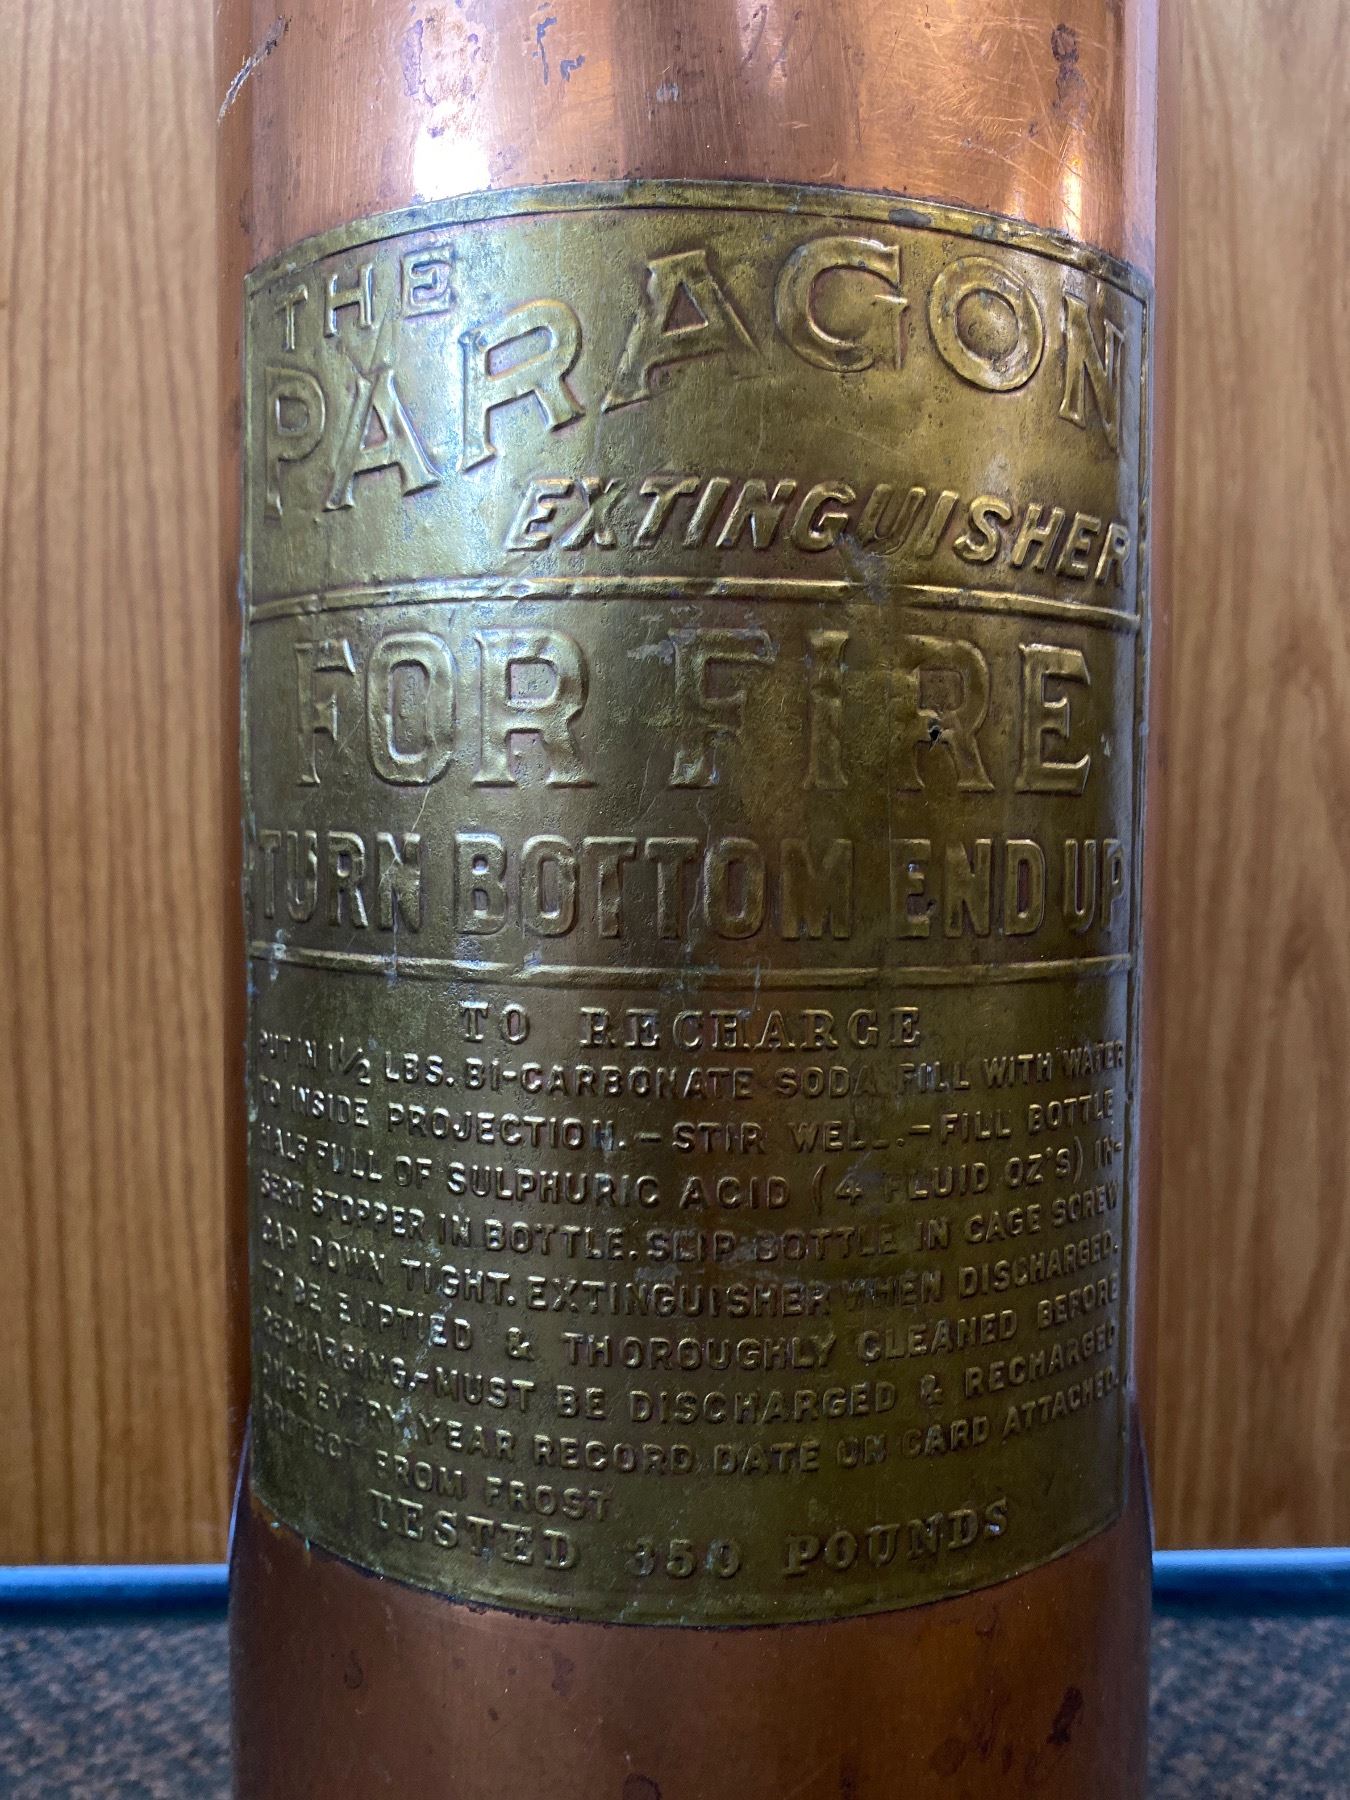 THE
PARAGON
EXTINGUISHER
FOR FIRE
TURN BOTTOM END UP
TO RECHARGE
PUT IN 1 1/2 LBS. BI-CARBONATE SODA FILL WITH WATER
TO INSIDE PROJECTION.—STIR WELL.—FILL BOTTLE
HALF FULL OF SULPHURIC ACID (4 FLUID OZ'S) IN-
SERT STOPPER IN BOTTLE. SLIP BOTTLE IN CAGE SCREW
CAP DOWN TIGHT. EXTINGUISHER WHEN DISCHARGED.
TO BE EMPTIED & THOROUGHLY CLEANED BEFORE
RECHARGING.-MUST BE DISCHARGED & RECHARGED
ONCE EVERY YEAR RECORD DATE ON CARD ATTACHED.
PROTECT FROM FROST
TESTED 350 POUNDS